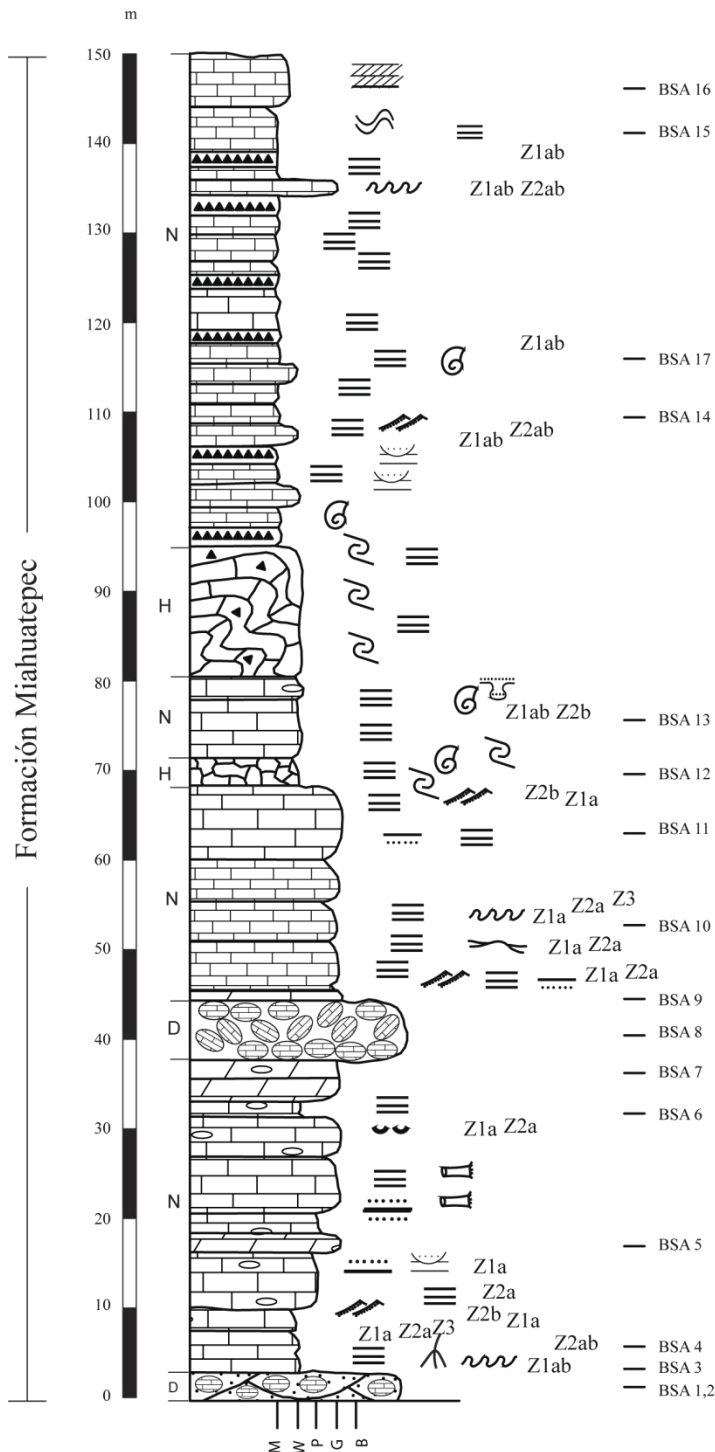 m
Formación Miahuatepec
150
BSA 16
140
BSA 15
Z1ab
Z1ab Z2ab
130
N
120
Z1ab
BSA 17
110
BSA 14
Z2ab
Z1ab
100
90
H
80
Z1ab Z2b
BSA 13
N
70
H
BSA 12
Z2b Z1a
BSA 11
60
N
Z1a Z2a Z3
BSA 10
50
Z1a Z2a
Z1a Z2a
BSA 9
D
BSA 8
40
BSA 7
BSA 6
30
Z1a Z2a
N
20
BSA 5
Z1a
Z2a
10
Z2b Z1a
Z1a Z2a Z3
Z2ab
BSA 4
Z1ab
BSA 3
D
BSA 1,2
0
M W P G B